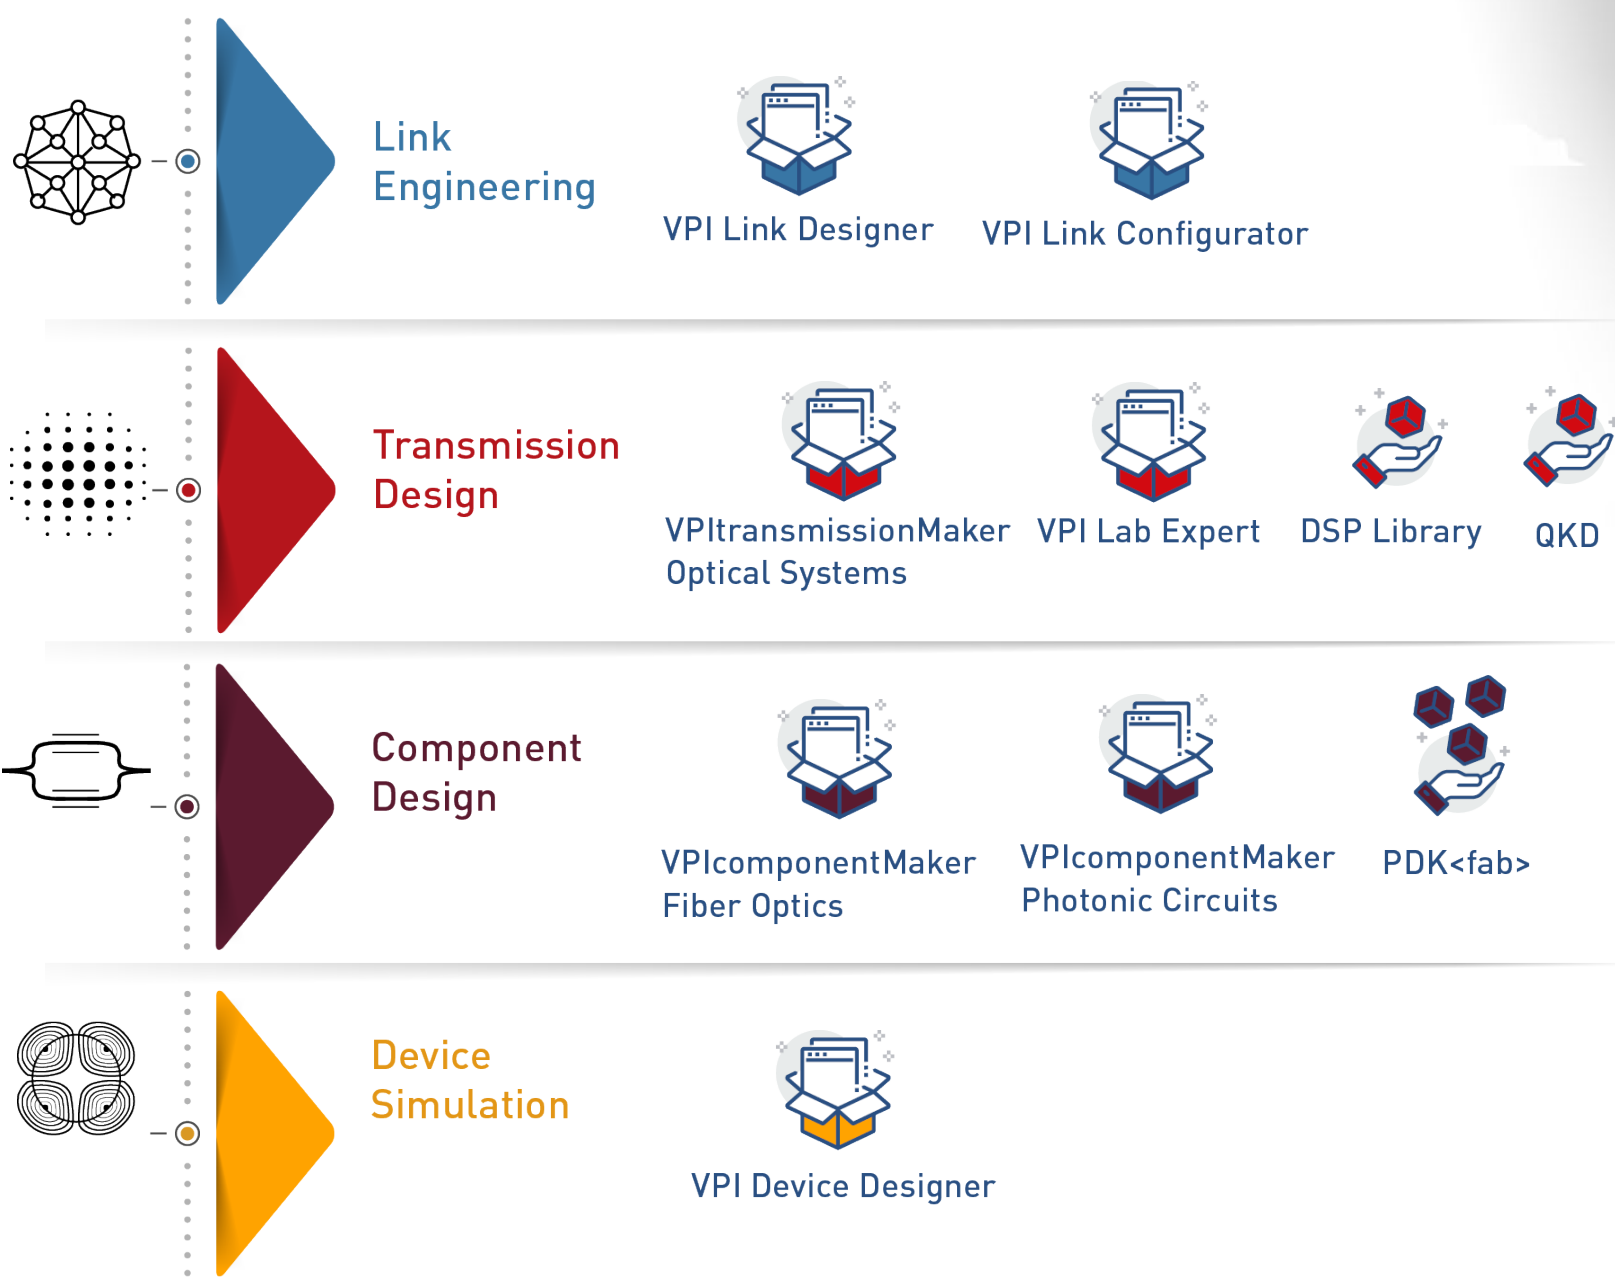 Link
Engineering
VPI Link Designer
VPI Link Configurator
Transmission
Design
VPItransmissionMaker
Optical Systems
VPI Lab Expert
DSP Library
QKD
Component
Design
VPIcomponentMaker
Fiber Optics
VPIcomponentMaker
Photonic Circuits
PDK<fab>
Device
Simulation
VPI Device Designer